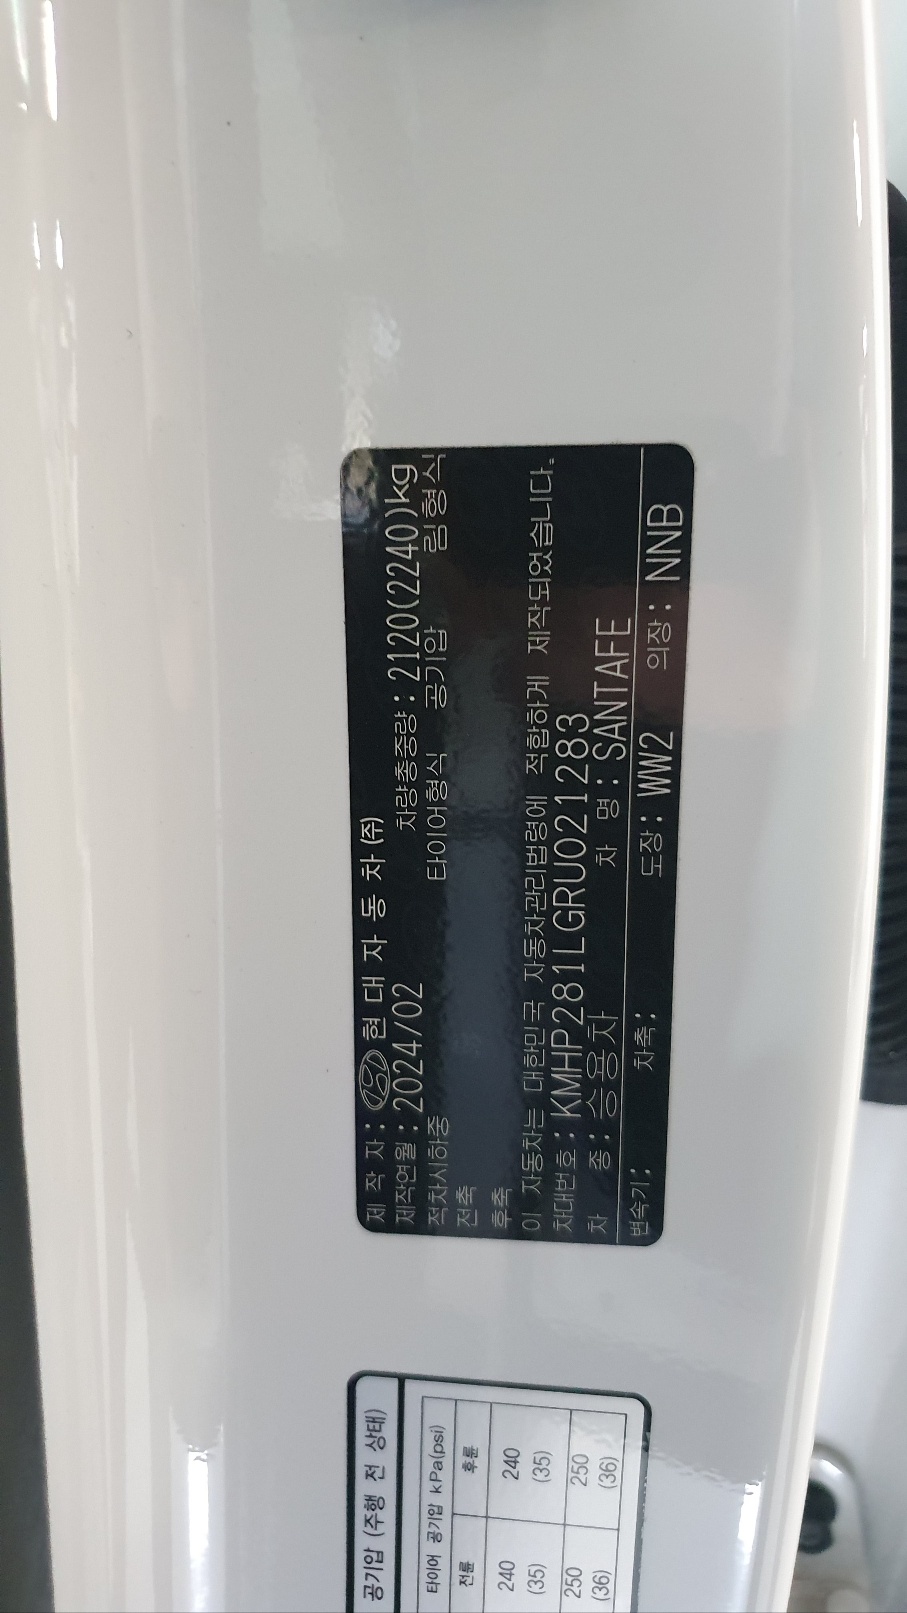 제 작 자 : 현 대 자 동 차 (주)
제작연월 : 2024/02 차량총중량 : 2120(2240)kg
적차시하중 타이어형식 공기압 림형식
전축
후축
이 자동차는 대한민국 자동차관리법령에 적합하게 제작되었습니다.
차대번호 : KMHP281LGRU021283
차 종 : 승용차 차 명 : SANTAFE
변속기 : 차축 : 도장 : WW2 의장 : NNB
공기압 (주행 전 상태)
타이어 공기압 kPa(psi)
전륜 후륜
240 240
(35) (35)
250 250
(36) (36)